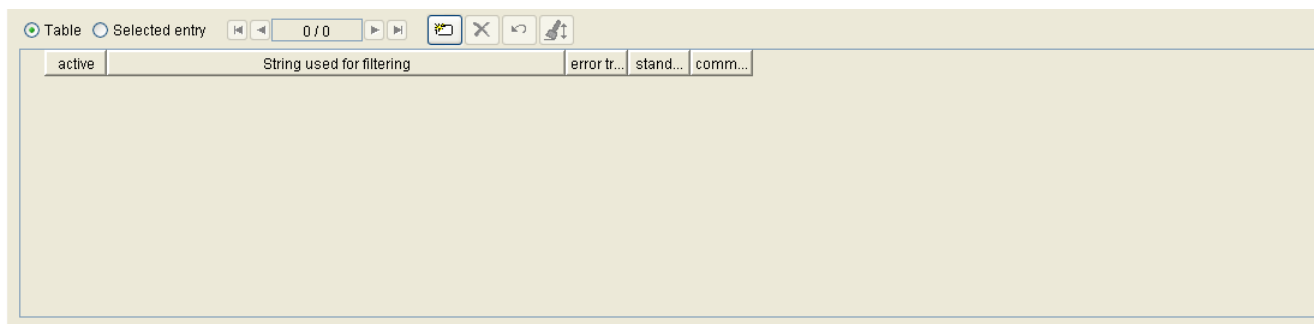 Table Selected entry 0 / 0
active String used for filtering error tr... stand... comm...